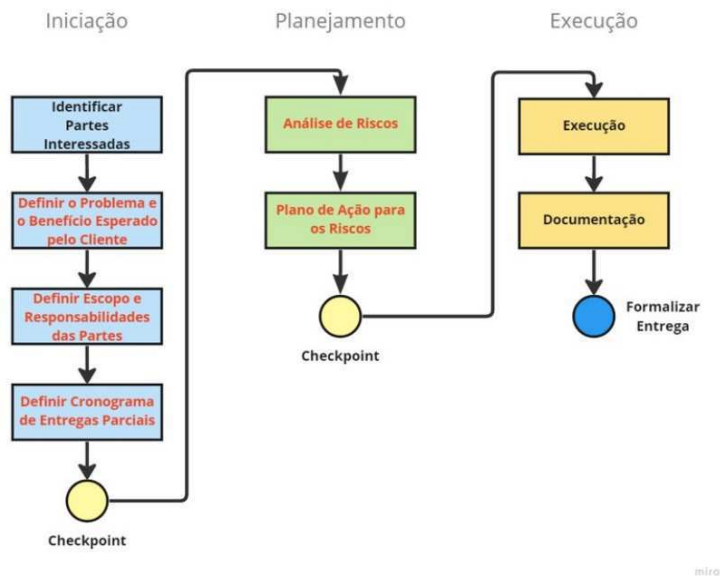 Iniciação
Planejamento
Execução
Identificar
Partes
Interessadas
Definir o Problema e
o Benefício Esperado
pelo Cliente
Definir Escopo e
Responsabilidades
das Partes
Definir Cronograma
de Entregas Parciais
Checkpoint
Análise de Riscos
Plano de Ação para
os Riscos
Checkpoint
Execução
Documentação
Formalizar
Entrega
miro